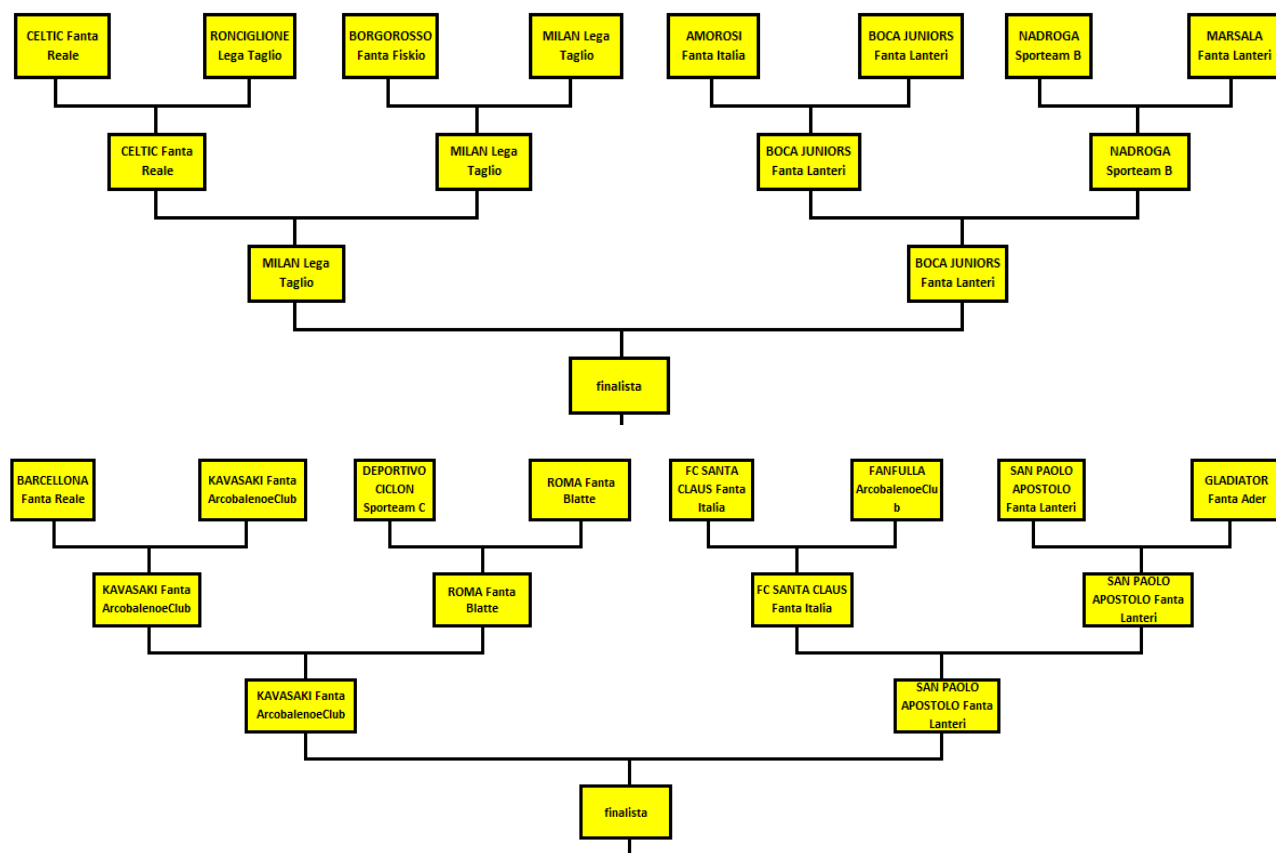 CELTIC Fanta
Reale
RONCIGLIONE
Lega Taglio
BORGOROSSO
Fanta Fiskio
MILAN Lega
Taglio
AMOROSI
Fanta Italia
BOCA JUNIORS
Fanta Lanteri
NADROGA
Sporteam B
MARSALA
Fanta Lanteri
CELTIC Fanta
Reale
MILAN Lega
Taglio
BOCA JUNIORS
Fanta Lanteri
NADROGA
Sporteam B
MILAN Lega
Taglio
BOCA JUNIORS
Fanta Lanteri
finalista
BARCELLONA
Fanta Reale
KAVASAKI Fanta
ArcobalenoeClub
DEPORTIVO
CICLON
Sporteam C
ROMA Fanta
Blatte
FC SANTA
CLAUS Fanta
Italia
FANFULLA
ArcobalenoeClu
b
SAN PAOLO
APOSTOLO
Fanta Lanteri
GLADIATOR
Fanta Ader
KAVASAKI Fanta
ArcobalenoeClub
ROMA Fanta
Blatte
FC SANTA CLAUS
Fanta Italia
SAN PAOLO
APOSTOLO Fanta
Lanteri
KAVASAKI Fanta
ArcobalenoeClub
SAN PAOLO
APOSTOLO Fanta
Lanteri
finalista